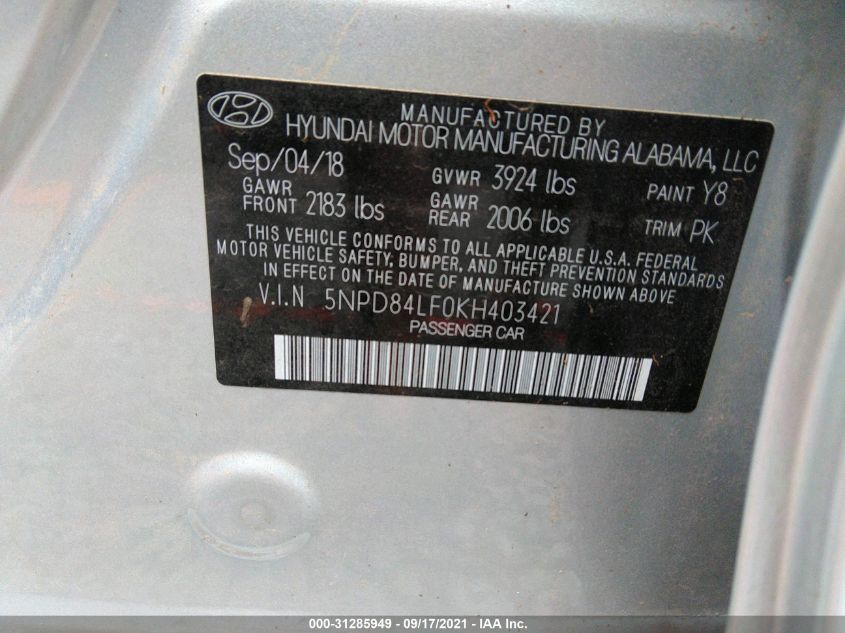 MANUFACTURED BY
HYUNDAI MOTOR MANUFACTURING ALABAMA, LLC
Sep/04/18 GVWR 3924 lbs PAINT Y8
GAWR FRONT 2183 lbs GAWR REAR 2006 lbs TRIM PK
THIS VEHICLE CONFORMS TO ALL APPLICABLE U.S.A. FEDERAL
MOTOR VEHICLE SAFETY, BUMPER, AND THEFT PREVENTION STANDARDS
IN EFFECT ON THE DATE OF MANUFACTURE SHOWN ABOVE
V.I.N 5NPD84LF0KH403421
PASSENGER CAR
000-31285949 - 09/17/2021 - IAA Inc.